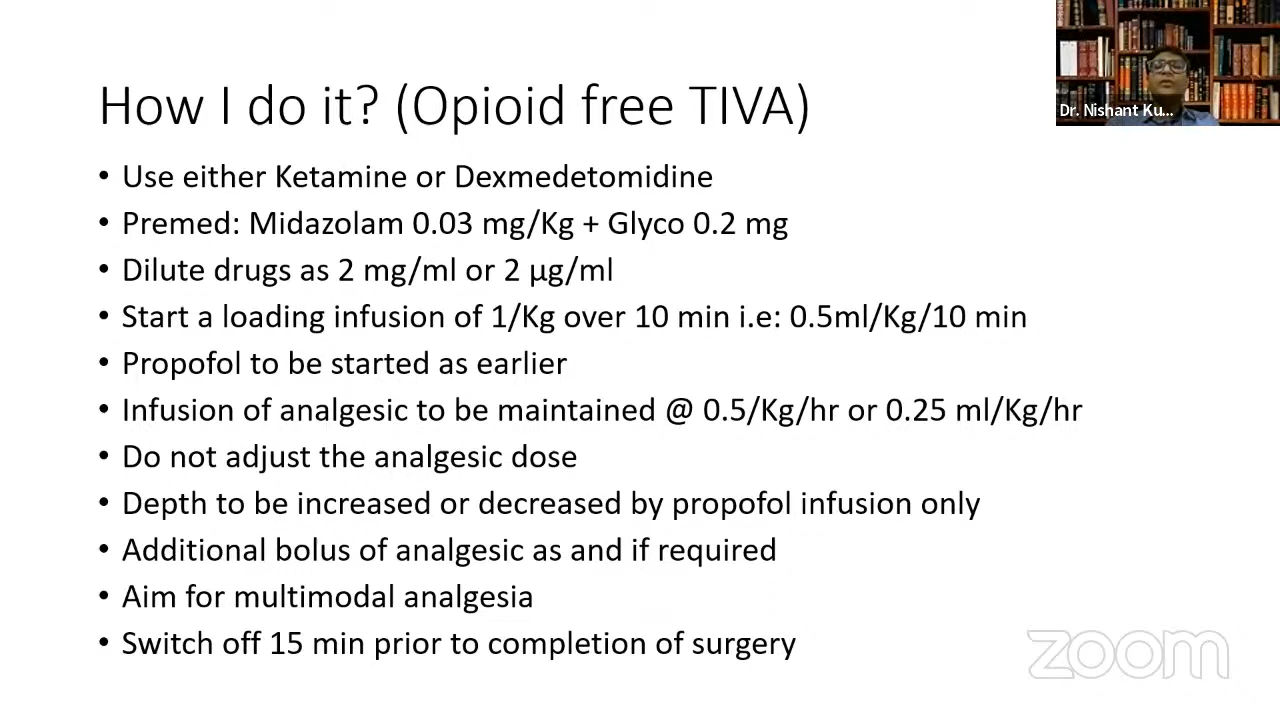 How I do it? (Opioid free TIVA)
Dr. Nishant Ku...
• Use either Ketamine or Dexmedetomidine
• Premed: Midazolam 0.03 mg/Kg + Glyco 0.2 mg
• Dilute drugs as 2 mg/ml or 2 µg/ml
• Start a loading infusion of 1/Kg over 10 min i.e: 0.5ml/Kg/10 min
• Propofol to be started as earlier
• Infusion of analgesic to be maintained @ 0.5/Kg/hr or 0.25 ml/Kg/hr
• Do not adjust the analgesic dose
• Depth to be increased or decreased by propofol infusion only
• Additional bolus of analgesic as and if required
• Aim for multimodal analgesia
• Switch off 15 min prior to completion of surgery
zoom